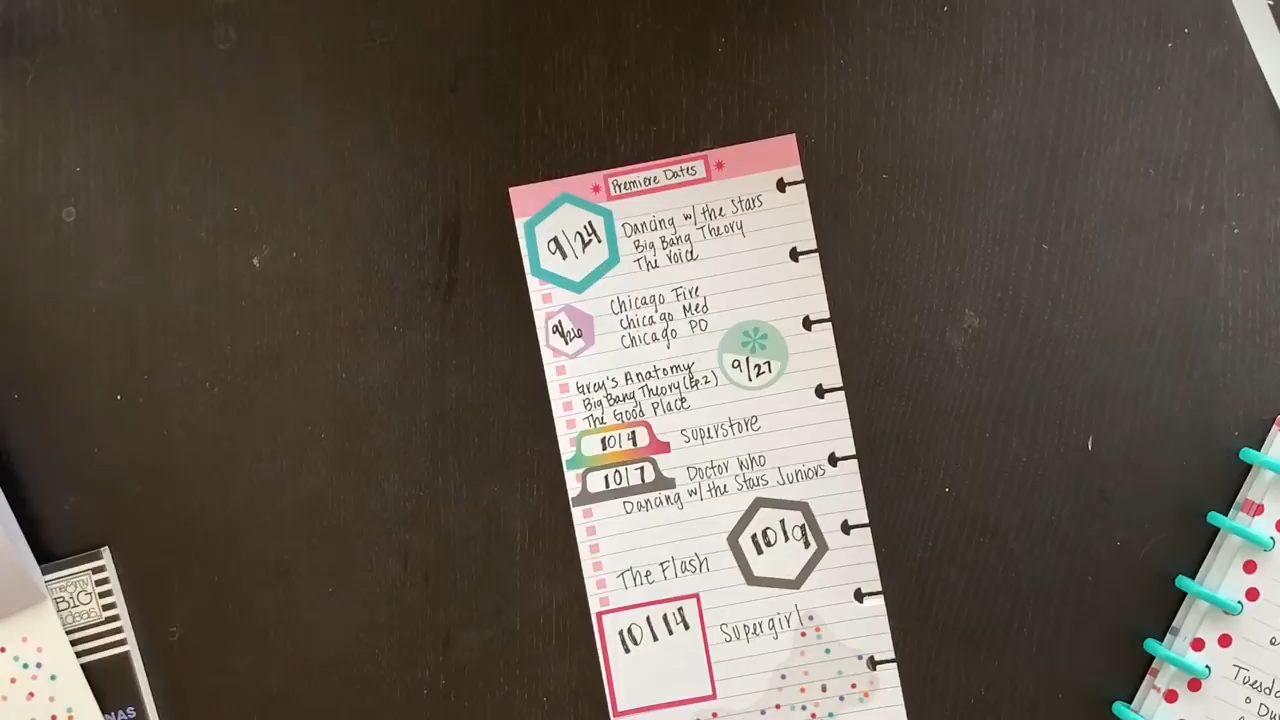 Premiere Dates
9/24
Dancing w/ the Stars
Big Bang Theory
The Voice
9/26
Chicago Fire
Chicago Med
Chicago PD
9/27
Grey's Anatomy
Big Bang Theory (Ep.2)
The Good Place
10/4
Superstore
10/7
Doctor Who
Dancing w/ the Stars Juniors
10/9
The Flash
10/14
Supergirl
me&my
BiG
ideas
NAS
Tuesda